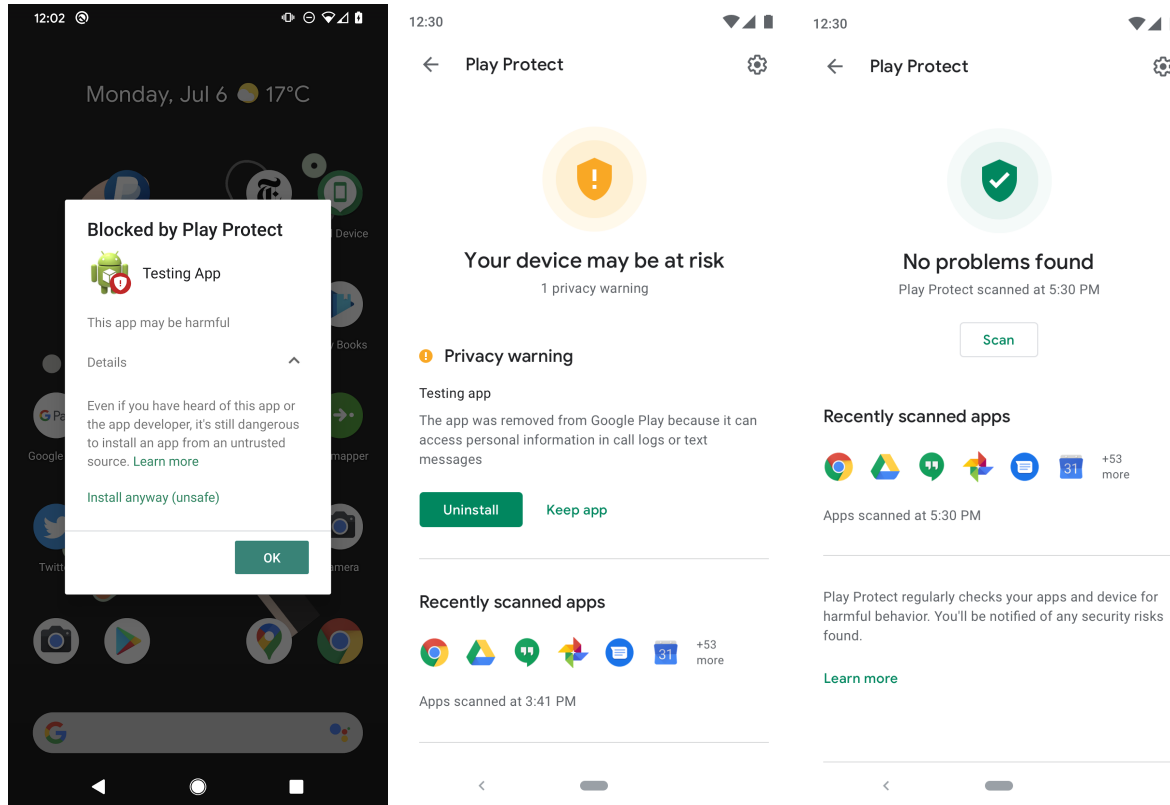 12:02
Monday, Jul 6 17°C
Device
Blocked by Play Protect
Testing App
This app may be harmful
Details
Even if you have heard of this app or
the app developer, it's still dangerous
to install an app from an untrusted
source. Learn more
Install anyway (unsafe)
OK
Books
G Pa
Google
mapper
Twitt
amera
12:30
Play Protect
Your device may be at risk
1 privacy warning
Privacy warning
Testing app
The app was removed from Google Play because it can
access personal information in call logs or text
messages
Uninstall Keep app
Recently scanned apps
31
+53
more
Apps scanned at 3:41 PM
12:30
Play Protect
No problems found
Play Protect scanned at 5:30 PM
Scan
Recently scanned apps
31
+53
more
Apps scanned at 5:30 PM
Play Protect regularly checks your apps and device for
harmful behavior. You'll be notified of any security risks
found.
Learn more